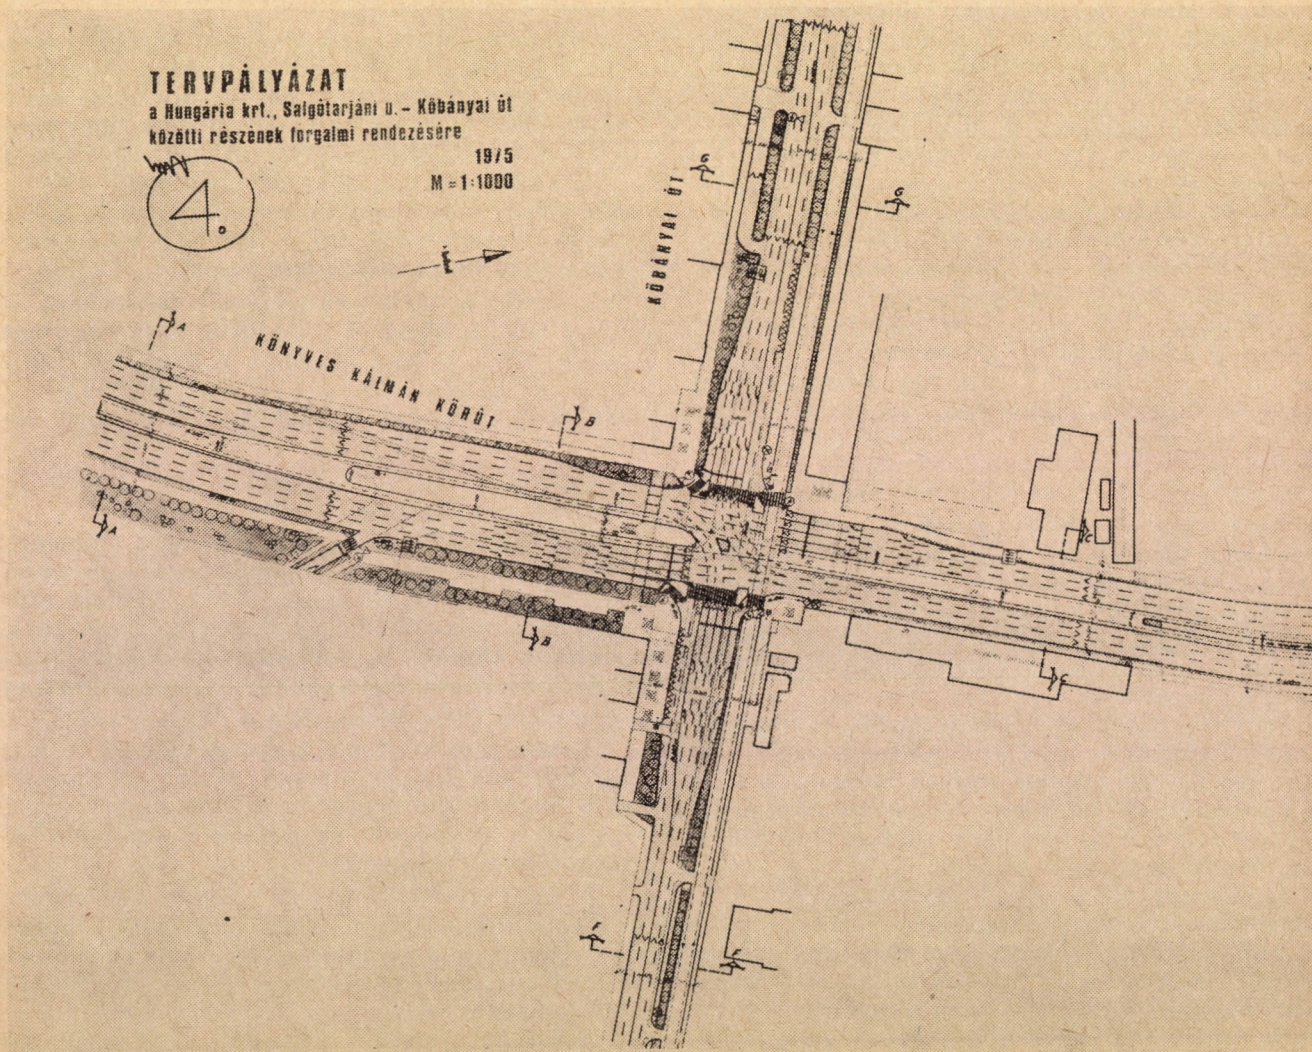 TERVPÁLYÁZAT
a Hungária krt., Salgótarjáni u. – Kőbányai út
közötti részének forgalmi rendezésére
1975
M = 1:1000
4.
É
KŐBÁNYAI ÚT
KÖNYVES KÁLMÁN KÖRÚT
G
G
A
B
A
B
C
C
F
F